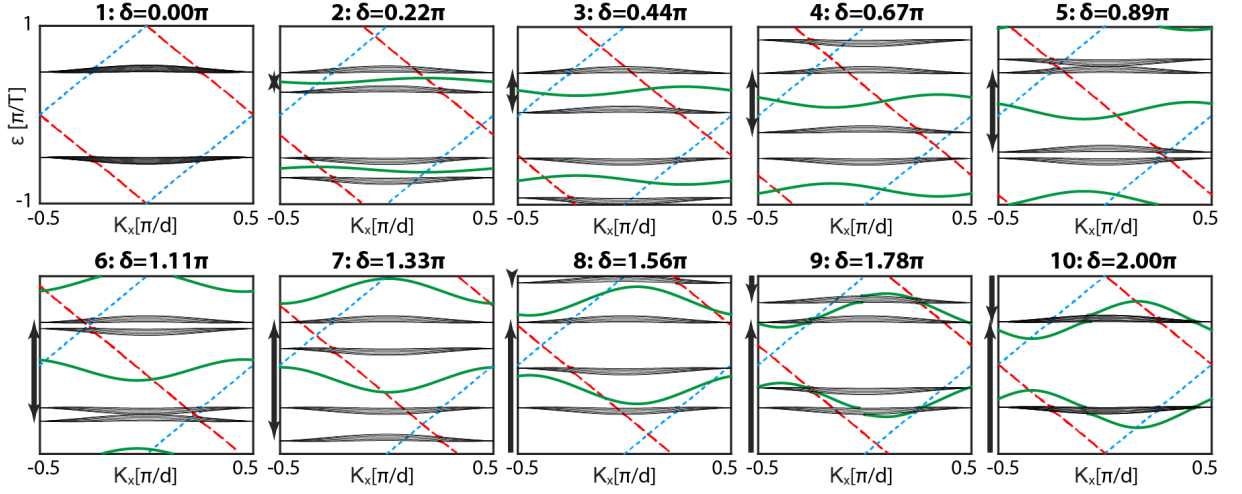 1: δ=0.00π 2: δ=0.22π 3: δ=0.44π 4: δ=0.67π 5: δ=0.89π
1
ε [π/T]
-1
-0.5 Kx[π/d] 0.5 -0.5 Kx[π/d] 0.5 -0.5 Kx[π/d] 0.5 -0.5 Kx[π/d] 0.5 -0.5 Kx[π/d] 0.5
6: δ=1.11π 7: δ=1.33π 8: δ=1.56π 9: δ=1.78π 10: δ=2.00π
-0.5 Kx[π/d] 0.5 -0.5 Kx[π/d] 0.5 -0.5 Kx[π/d] 0.5 -0.5 Kx[π/d] 0.5 -0.5 Kx[π/d] 0.5